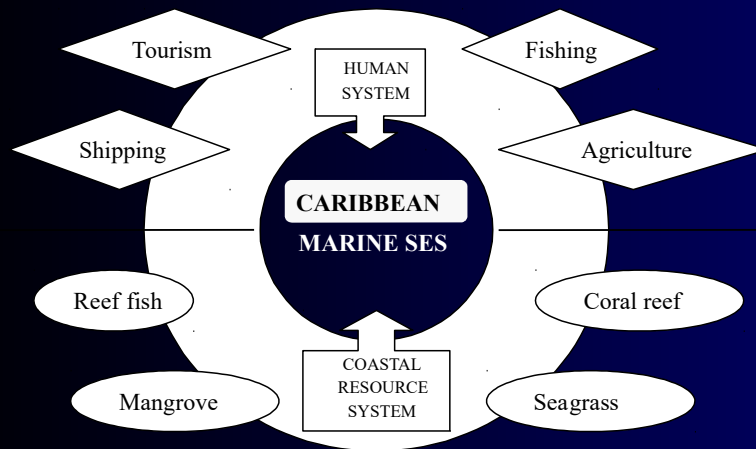 Tourism
Fishing
HUMAN
SYSTEM
Shipping
Agriculture
CARIBBEAN
MARINE SES
Reef fish
Coral reef
COASTAL
RESOURCE
SYSTEM
Mangrove
Seagrass